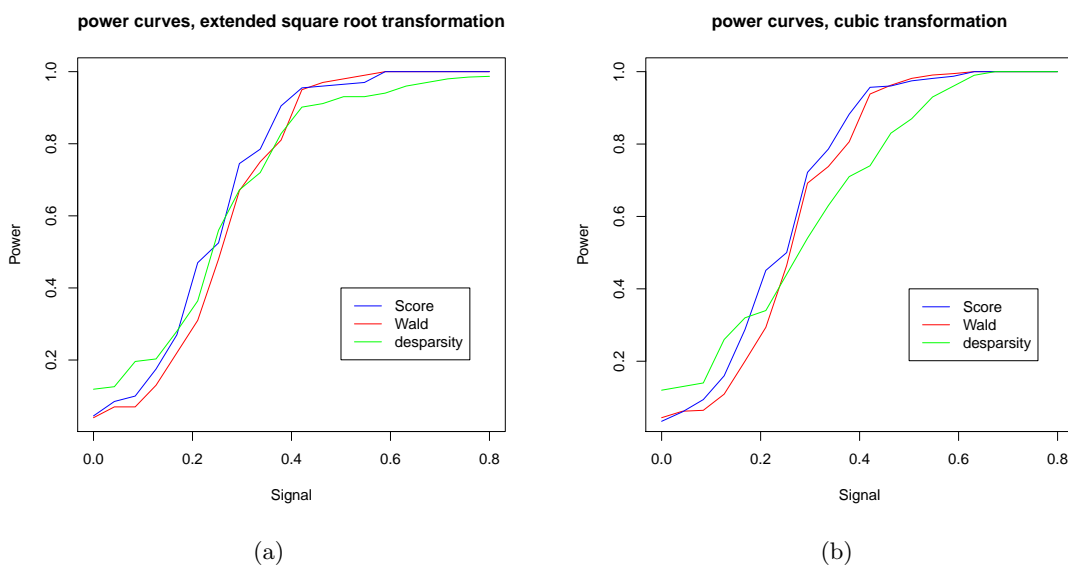 power curves, extended square root transformation
Power
1.0
0.8
0.6
0.4
0.2
Score
Wald
desparsity
0.0 0.2 0.4 0.6 0.8
Signal
(a)
power curves, cubic transformation
Power
1.0
0.8
0.6
0.4
0.2
Score
Wald
desparsity
0.0 0.2 0.4 0.6 0.8
Signal
(b)